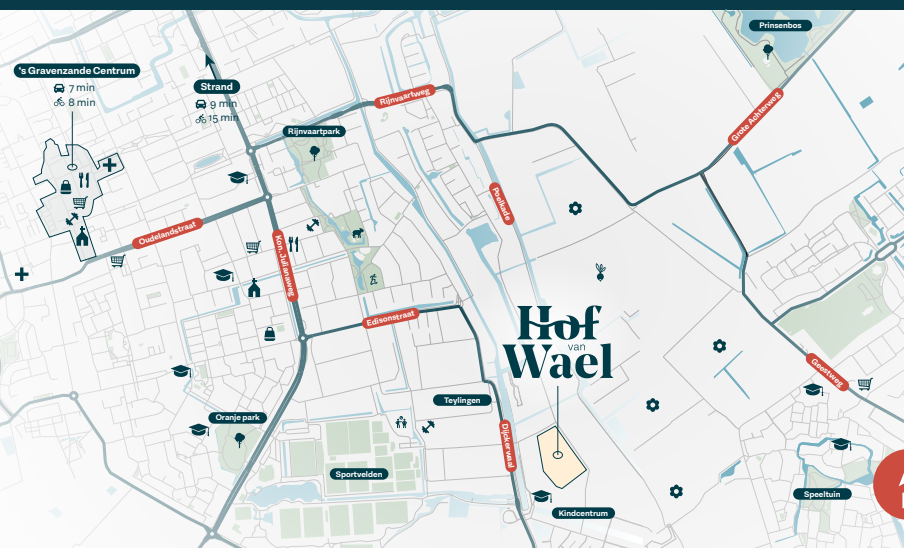 Prinsenbos
's Gravenzande Centrum
7 min
8 min
Strand
9 min
15 min
Rijnvaartweg
Rijnvaartpark
Grote Achterweg
Poelkade
Oudelandstraat
Kon. Julianaweg
Edisonstraat
Hof
van
Wael
Geestweg
Teylingen
Oranje park
Dijckerwaal
Sportvelden
Speeltuin
Kindcentrum